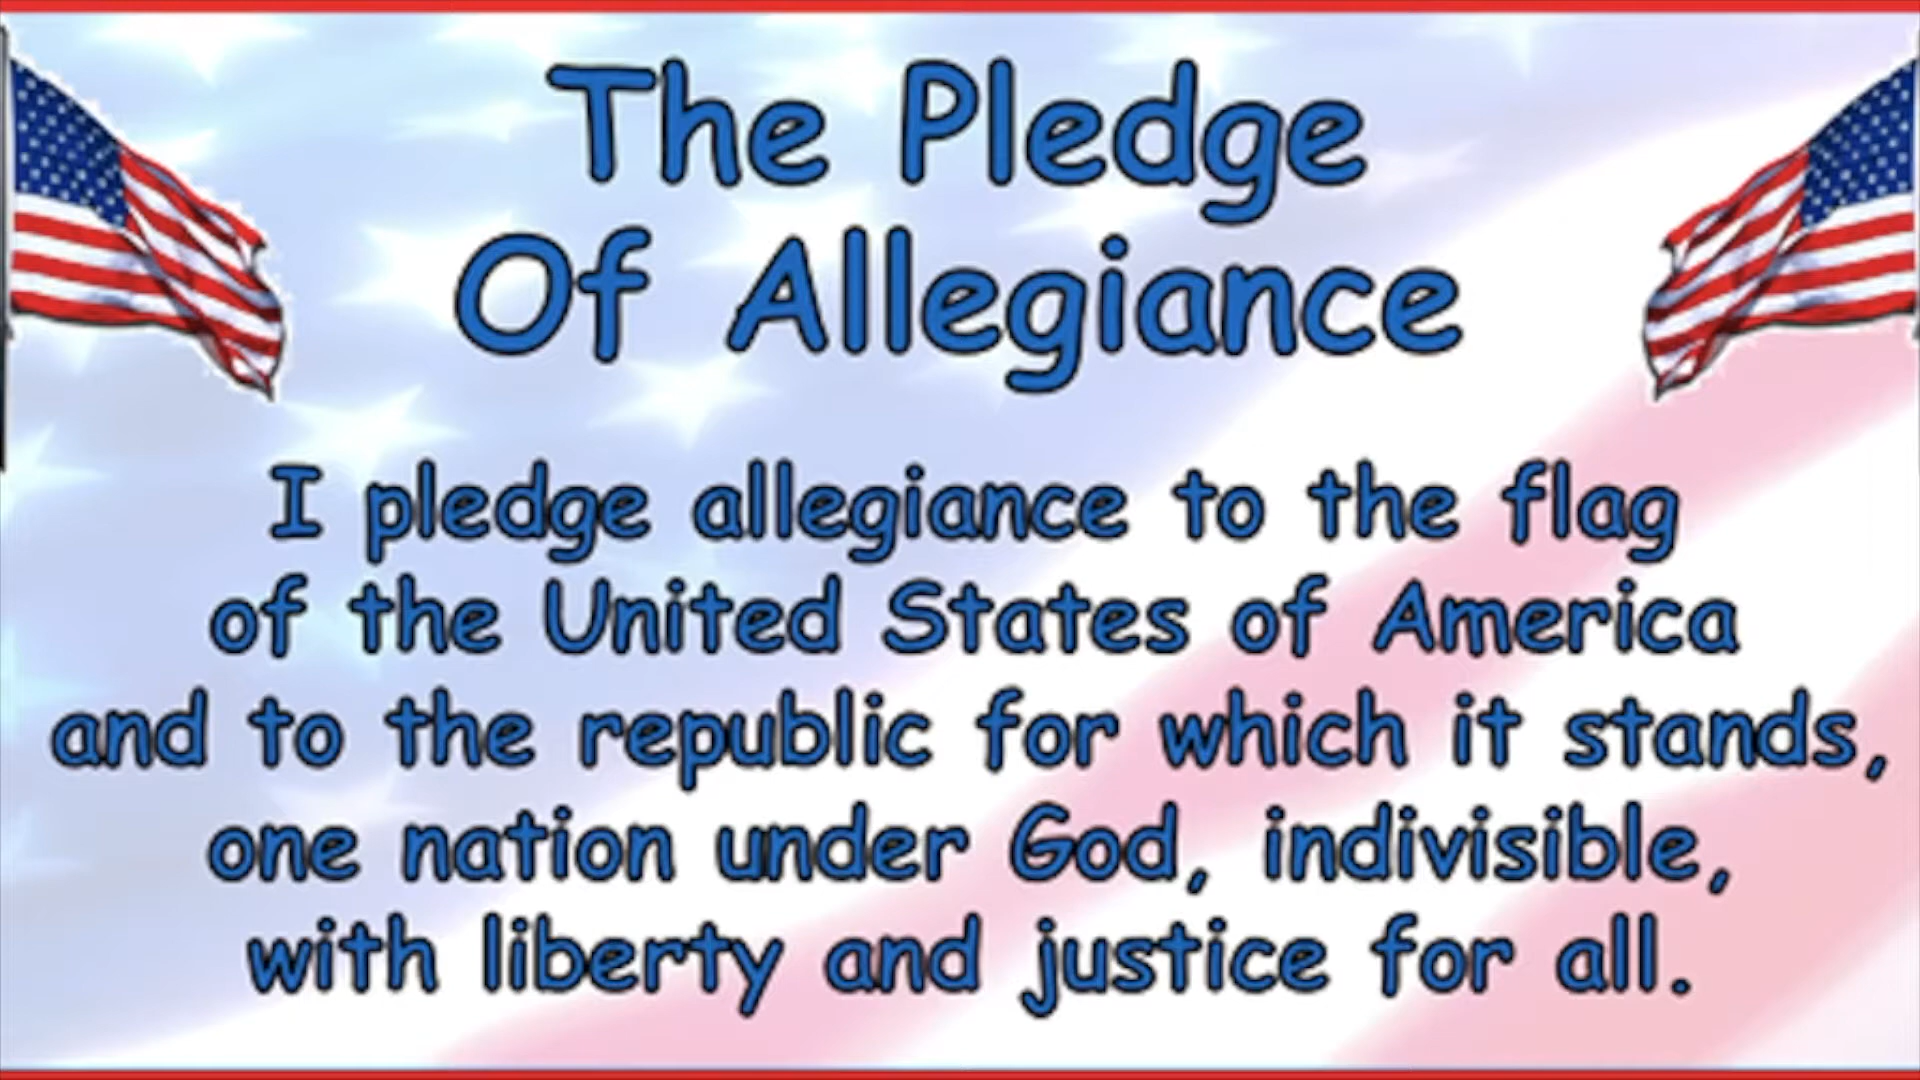 The Pledge
Of Allegiance
I pledge allegiance to the flag
of the United States of America
and to the republic for which it stands,
one nation under God, indivisible,
with liberty and justice for all.